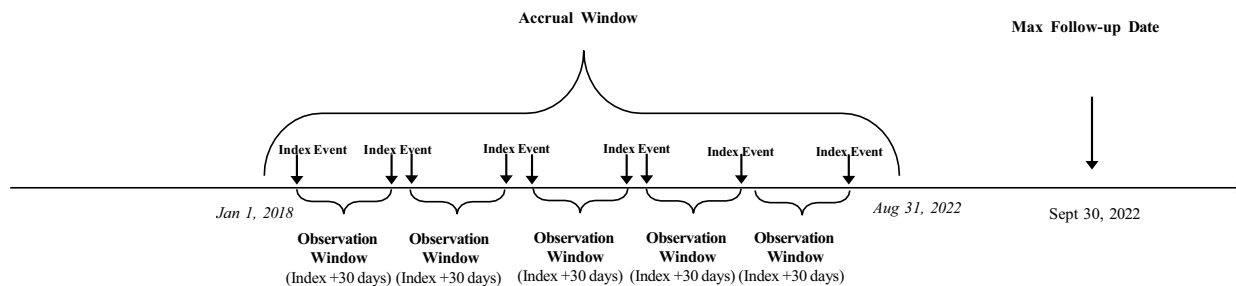 Accrual Window
Max Follow-up Date
Index Event Index Event Index Event Index Event Index Event Index Event
Jan 1, 2018
Aug 31, 2022
Sept 30, 2022
Observation
Window
(Index +30 days)
Observation
Window
(Index +30 days)
Observation
Window
(Index +30 days)
Observation
Window
(Index +30 days)
Observation
Window
(Index +30 days)